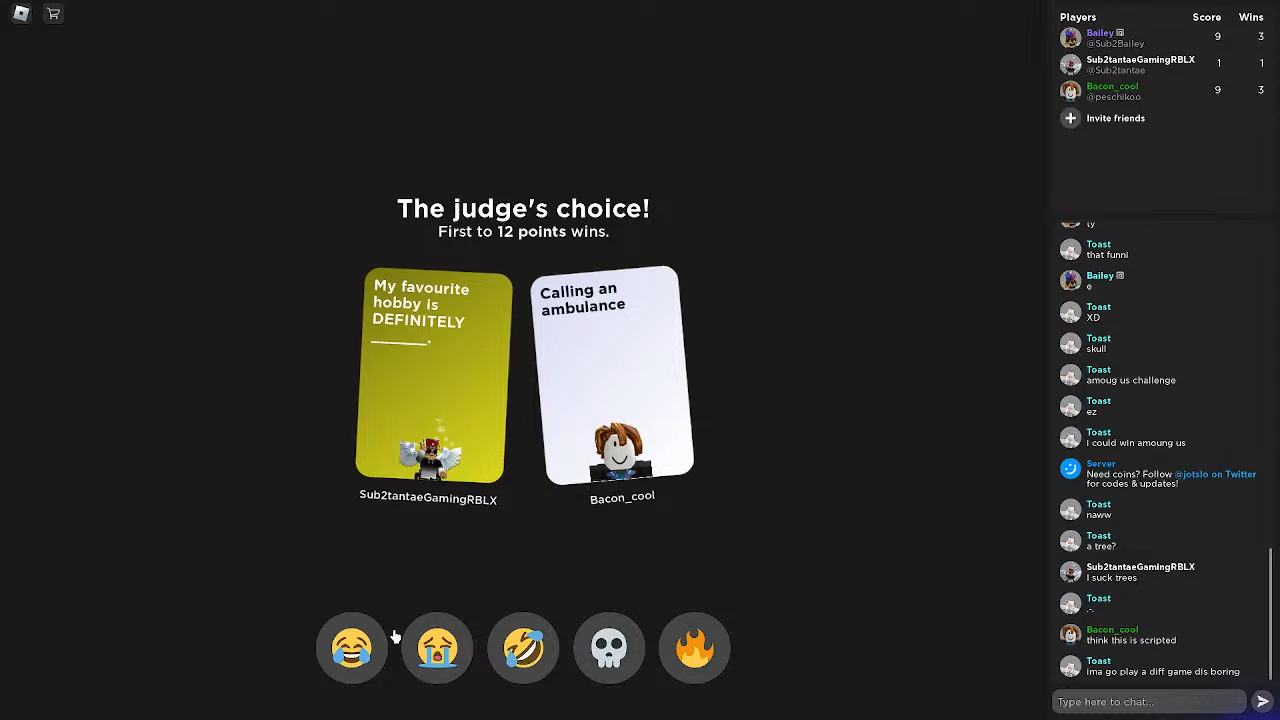 The judge's choice!
First to 12 points wins.
My favourite
hobby is
DEFINITELY
______.
Calling an
ambulance
Sub2tantaeGamingRBLX
Bacon_cool
Players Score Wins
Bailey
@Sub2Bailey
9 3
Sub2tantaeGamingRBLX
@Sub2tantae
1 1
Bacon_cool
@peschikoo
9 3
Invite friends
ty
Toast
that funni
Bailey
e
Toast
XD
Toast
skull
Toast
amoug us challenge
Toast
ez
Toast
I could win amoung us
Server
Need coins? Follow @jotslo on Twitter
for codes & updates!
Toast
naww
Toast
a tree?
Sub2tantaeGamingRBLX
I suck trees
Toast
.-.
Bacon_cool
think this is scripted
Toast
Ima go play a diff game dis boring
Type here to chat...